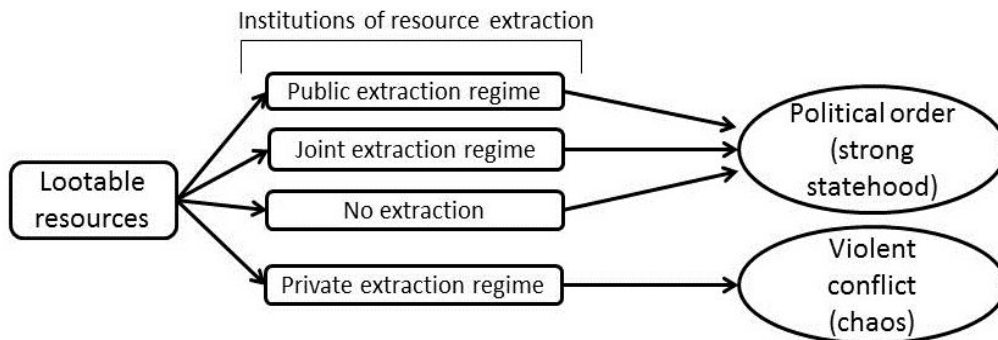 Institutions of resource extraction
Public extraction regime
Joint extraction regime
No extraction
Private extraction regime
Lootable
resources
Political order
(strong
statehood)
Violent
conflict
(chaos)